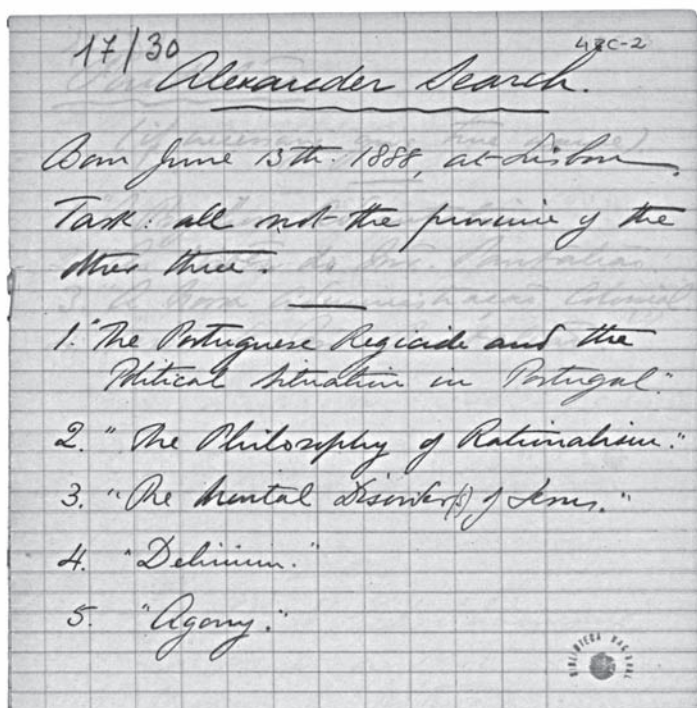 17/30
48C-2
Alexander Search.
Born June 13th. 1888, at Lisbon.
Task: all not the province of the
other three.
1. "The Portuguese Regicide and the
Political Situation in Portugal."
2. "The Philosophy of Rationalism."
3. "The Mental Disorder(s) of Jesus."
4. "Delirium."
5. "Agony."
BIBLIOTECA NACIONAL